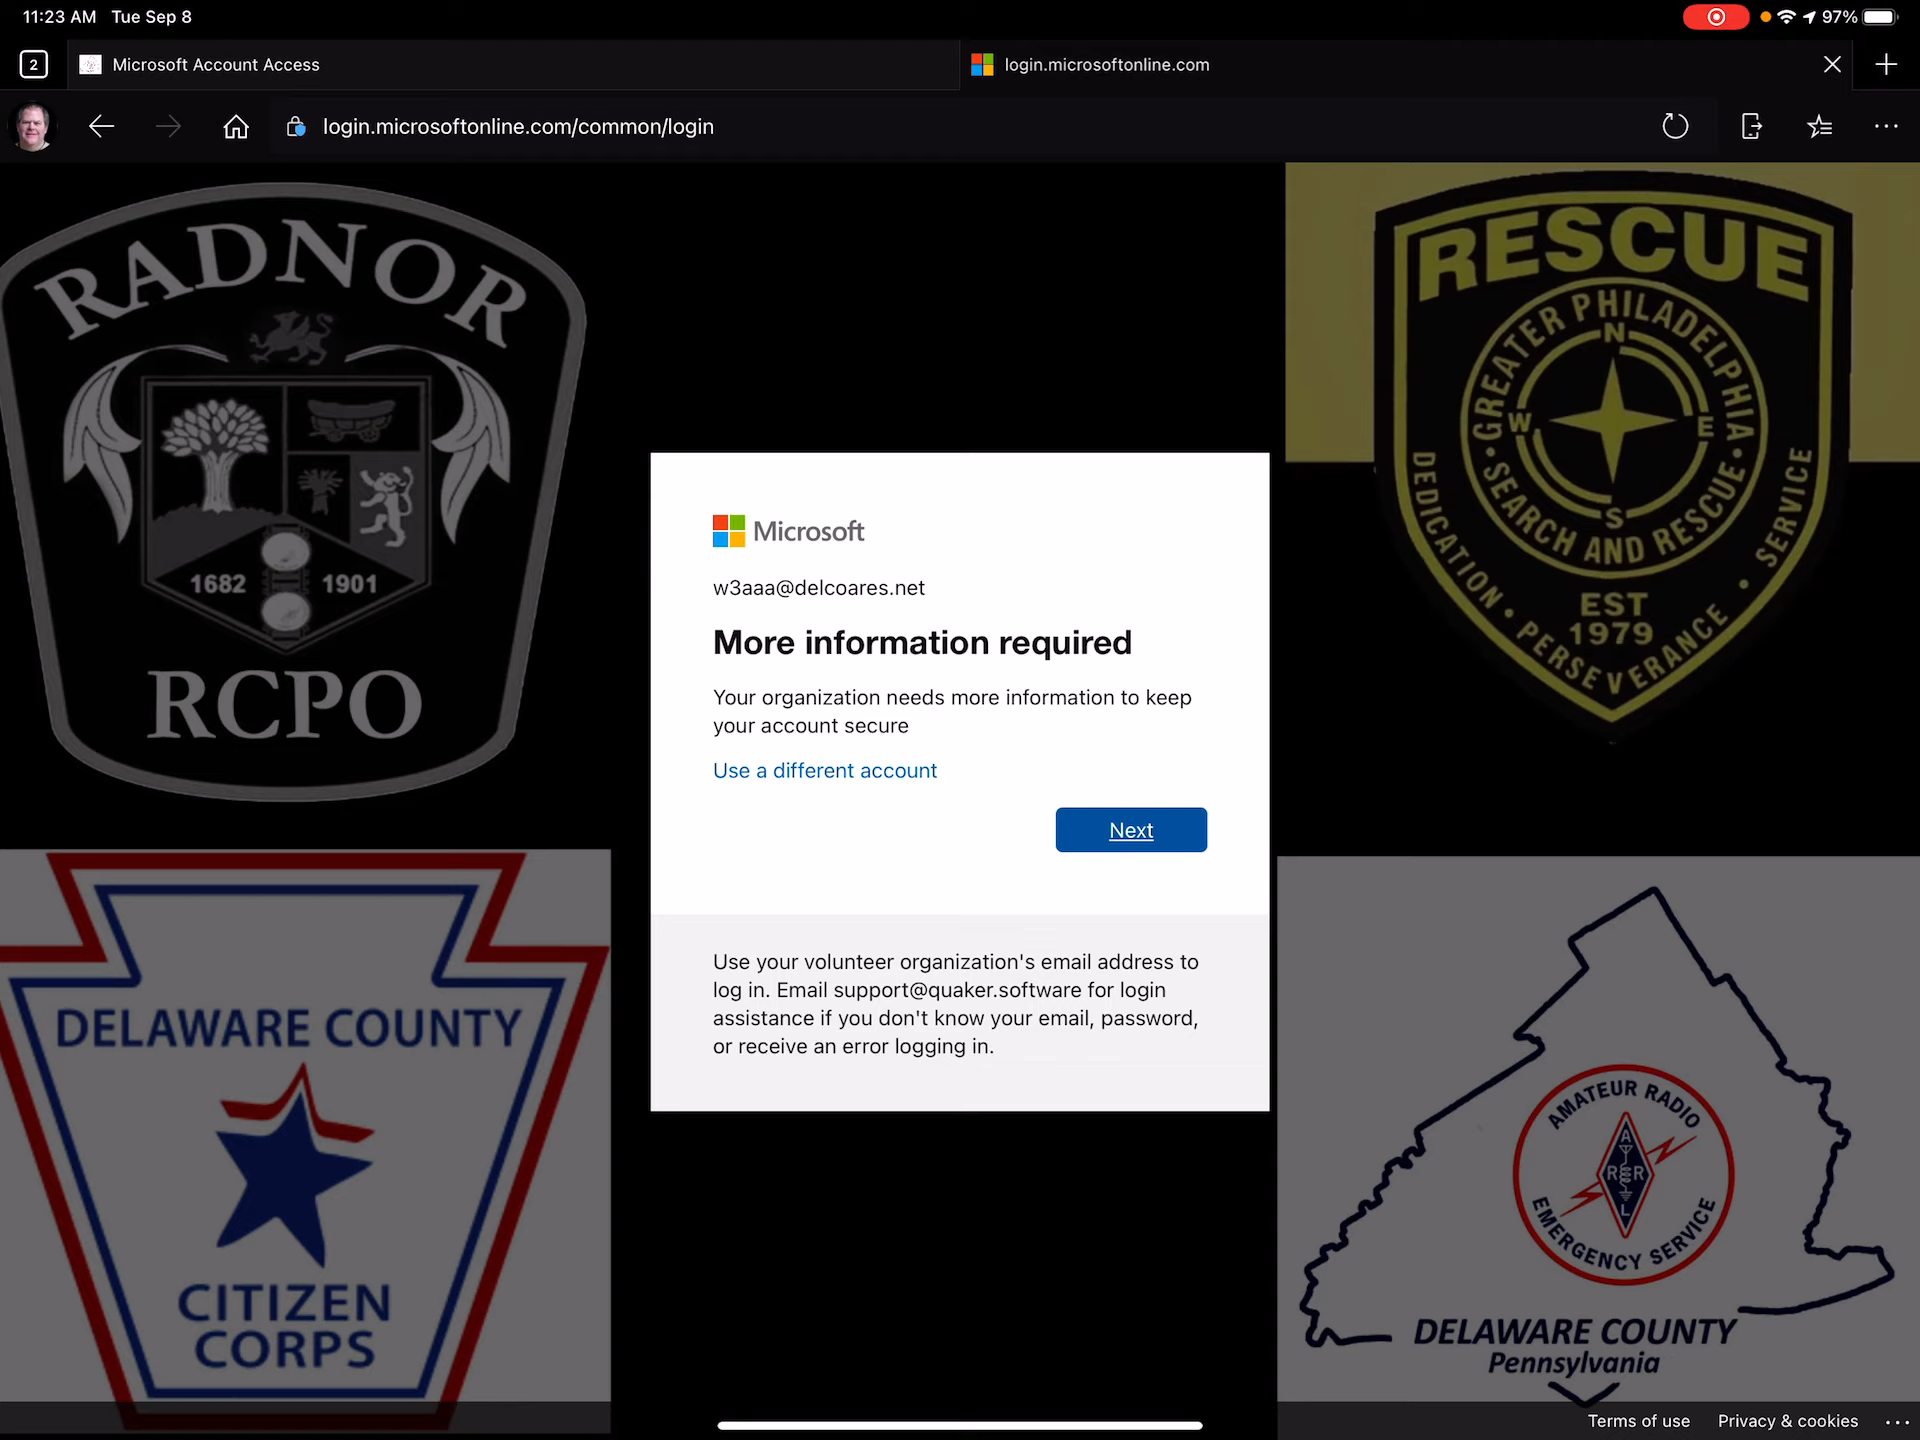 11:23 AM Tue Sep 8
97%
2
Microsoft Account Access
login.microsoftonline.com
login.microsoftonline.com/common/login
RADNOR
1682 1901
RCPO
RESCUE
GREATER PHILADELPHIA
SEARCH AND RESCUE
N
W E
S
DEDICATION • PERSEVERANCE • SERVICE
EST
1979
Microsoft
w3aaa@delcoares.net
More information required
Your organization needs more information to keep
your account secure
Use a different account
Next
Use your volunteer organization's email address to
log in. Email support@quaker.software for login
assistance if you don't know your email, password,
or receive an error logging in.
DELAWARE COUNTY
CITIZEN
CORPS
AMATEUR RADIO
A
R R
L
EMERGENCY SERVICE
DELAWARE COUNTY
Pennsylvania
Terms of use Privacy & cookies